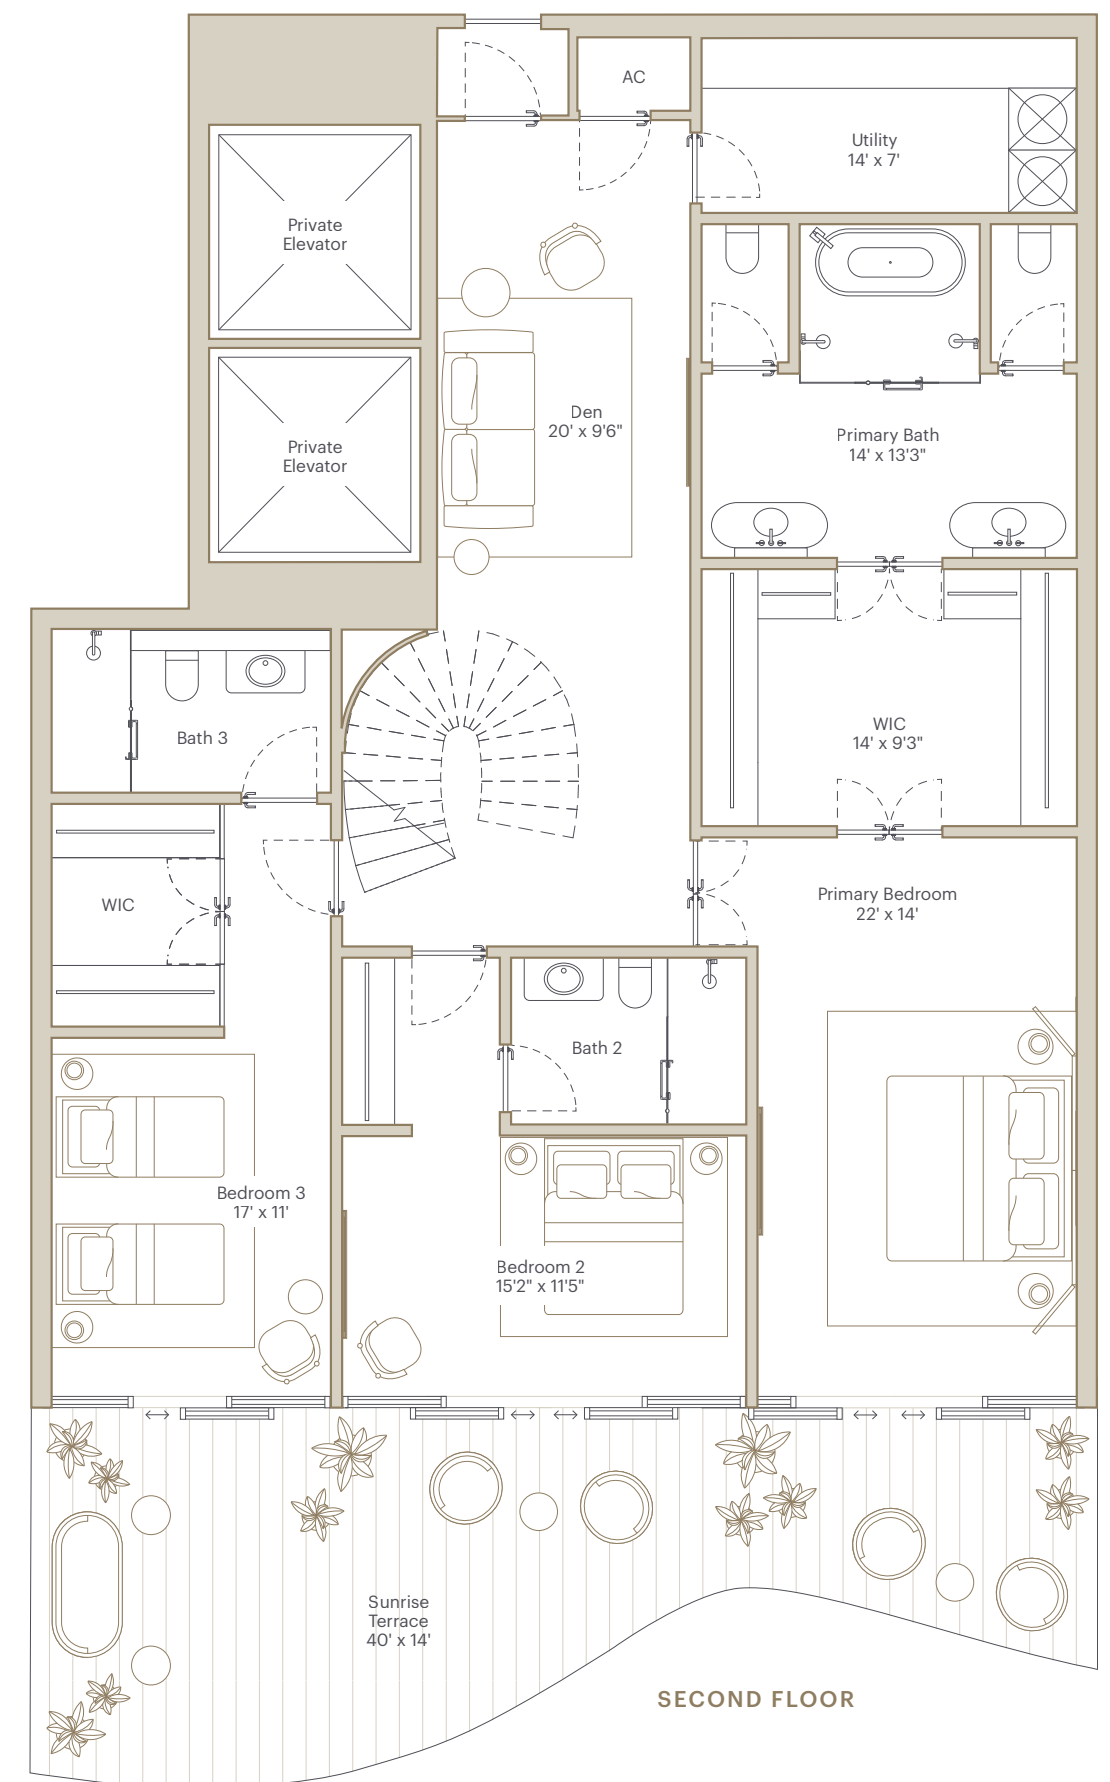 AC
Utility
14' x 7'
Private
Elevator
Private
Elevator
Den
20' x 9'6"
Primary Bath
14' x 13'3"
Bath 3
WIC
14' x 9'3"
WIC
Primary Bedroom
22' x 14'
Bath 2
Bedroom 3
17' x 11'
Bedroom 2
15'2" x 11'5"
Sunrise
Terrace
40' x 14'
SECOND FLOOR